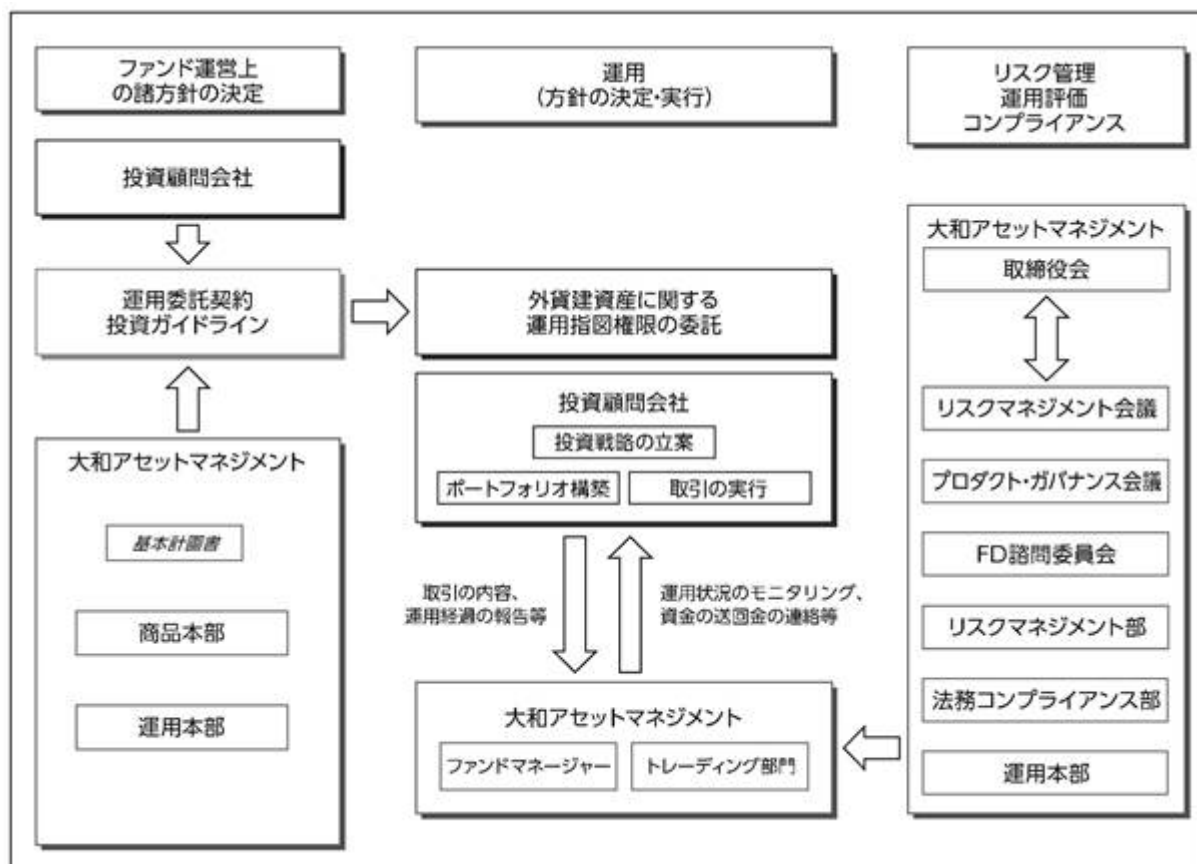 ファンド運営上
の諸方針の決定
投資顧問会社
運用委託契約
投資ガイドライン
大和アセットマネジメント
基本計画書
商品本部
運用本部
運用
(方針の決定・実行)
外貨建資産に関する
運用指図権限の委託
投資顧問会社
投資戦略の立案
ポートフォリオ構築
取引の実行
取引の内容、
運用経過の報告等
運用状況のモニタリング、
資金の送回金の連絡等
大和アセットマネジメント
ファンドマネージャー
トレーディング部門
リスク管理
運用評価
コンプライアンス
大和アセットマネジメント
取締役会
リスクマネジメント会議
プロダクト・ガバナンス会議
FD諮問委員会
リスクマネジメント部
法務コンプライアンス部
運用本部